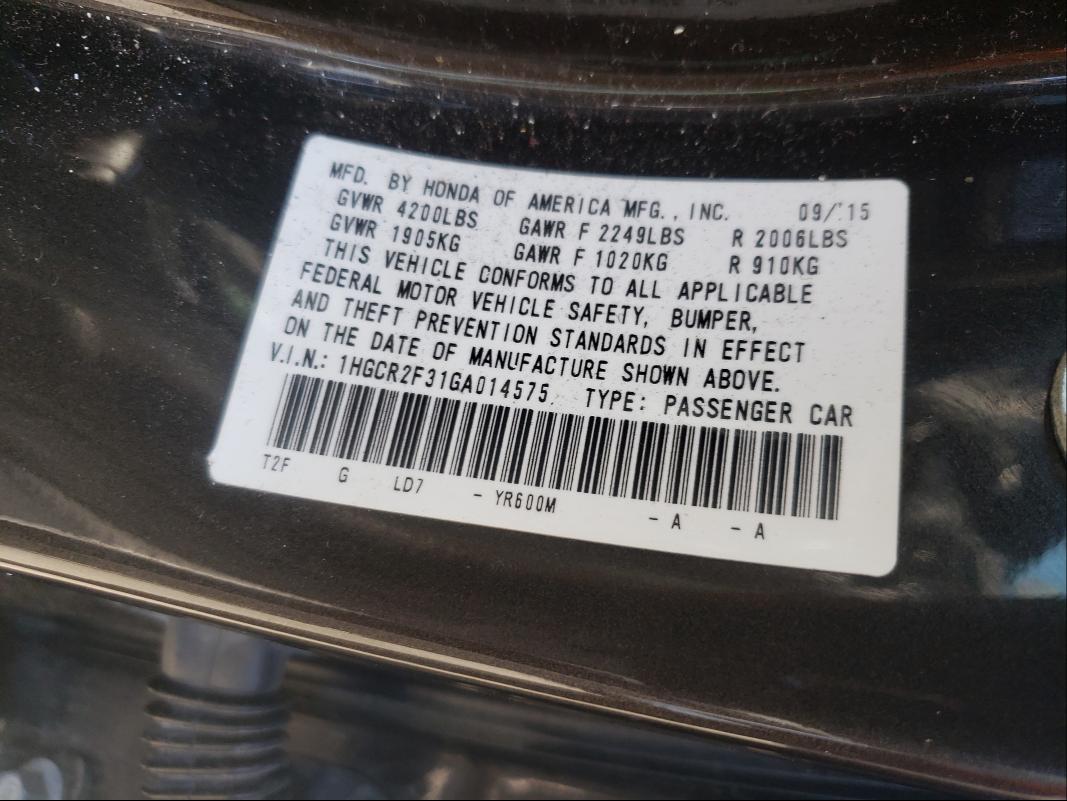 MFD. BY HONDA OF AMERICA MFG., INC. 09/15
GVWR 4200LBS GAWR F 2249LBS R 2006LBS
GVWR 1905KG GAWR F 1020KG R 910KG
THIS VEHICLE CONFORMS TO ALL APPLICABLE
FEDERAL MOTOR VEHICLE SAFETY, BUMPER,
AND THEFT PREVENTION STANDARDS IN EFFECT
ON THE DATE OF MANUFACTURE SHOWN ABOVE.
V.I.N.: 1HGCR2F31GA014575 TYPE: PASSENGER CAR
T2F G LD7 - YR600M - A - A